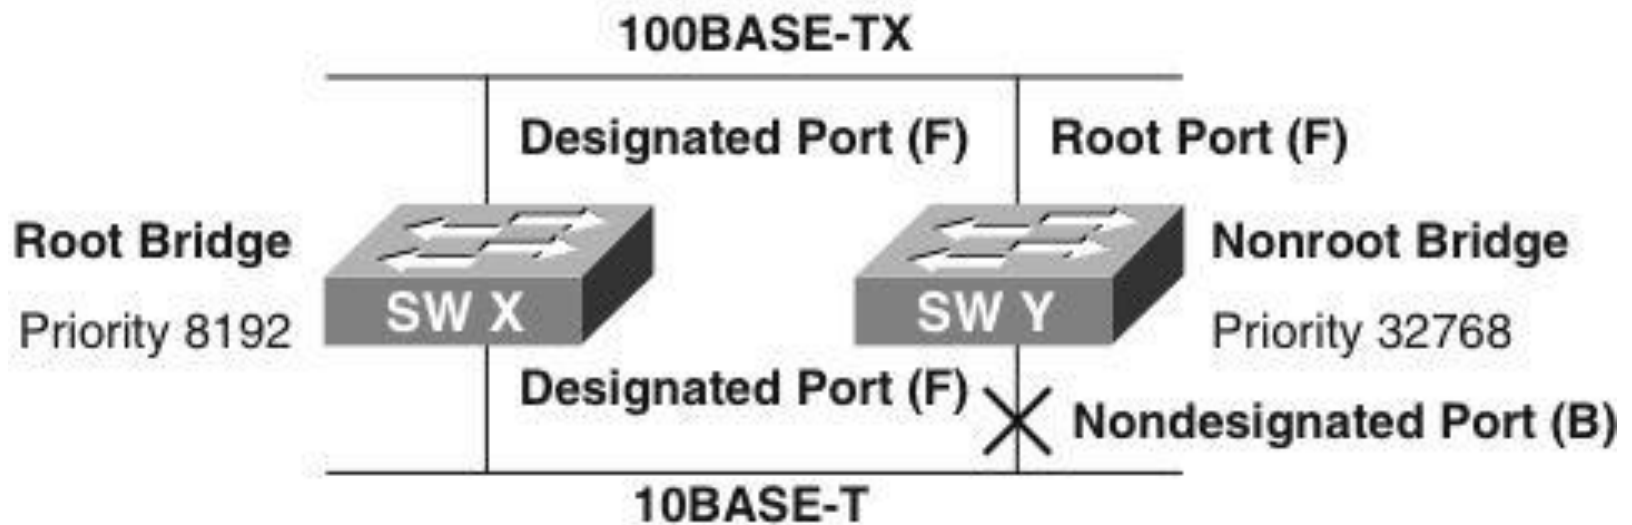 100BASE-TX
Designated Port (F)
Root Port (F)
Root Bridge
Priority 8192
SW X
SW Y
Nonroot Bridge
Priority 32768
Designated Port (F)
Nondesignated Port (B)
10BASE-T